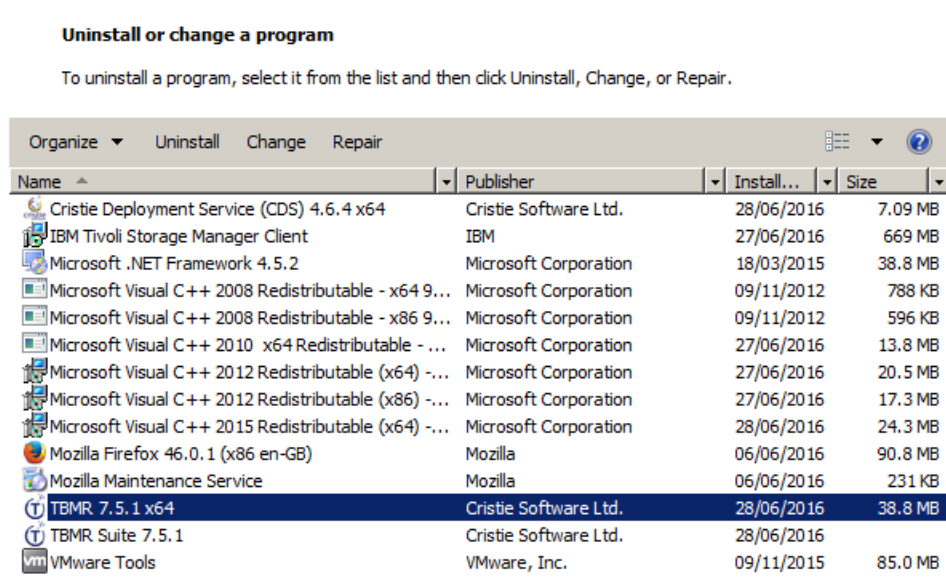 Uninstall or change a program
To uninstall a program, select it from the list and then click Uninstall, Change, or Repair.
Organize Uninstall Change Repair
Name Publisher Install... Size
Cristie Deployment Service (CDS) 4.6.4 x64 Cristie Software Ltd. 28/06/2016 7.09 MB
IBM Tivoli Storage Manager Client IBM 27/06/2016 669 MB
Microsoft .NET Framework 4.5.2 Microsoft Corporation 18/03/2015 38.8 MB
Microsoft Visual C++ 2008 Redistributable - x64 9... Microsoft Corporation 09/11/2012 788 KB
Microsoft Visual C++ 2008 Redistributable - x86 9... Microsoft Corporation 09/11/2012 596 KB
Microsoft Visual C++ 2010 x64 Redistributable - ... Microsoft Corporation 27/06/2016 13.8 MB
Microsoft Visual C++ 2012 Redistributable (x64) -... Microsoft Corporation 27/06/2016 20.5 MB
Microsoft Visual C++ 2012 Redistributable (x86) -... Microsoft Corporation 27/06/2016 17.3 MB
Microsoft Visual C++ 2015 Redistributable (x64) -... Microsoft Corporation 28/06/2016 24.3 MB
Mozilla Firefox 46.0.1 (x86 en-GB) Mozilla 06/06/2016 90.8 MB
Mozilla Maintenance Service Mozilla 06/06/2016 231 KB
TBMR 7.5.1 x64 Cristie Software Ltd. 28/06/2016 38.8 MB
TBMR Suite 7.5.1 Cristie Software Ltd. 28/06/2016
vm VMware Tools VMware, Inc. 09/11/2015 85.0 MB